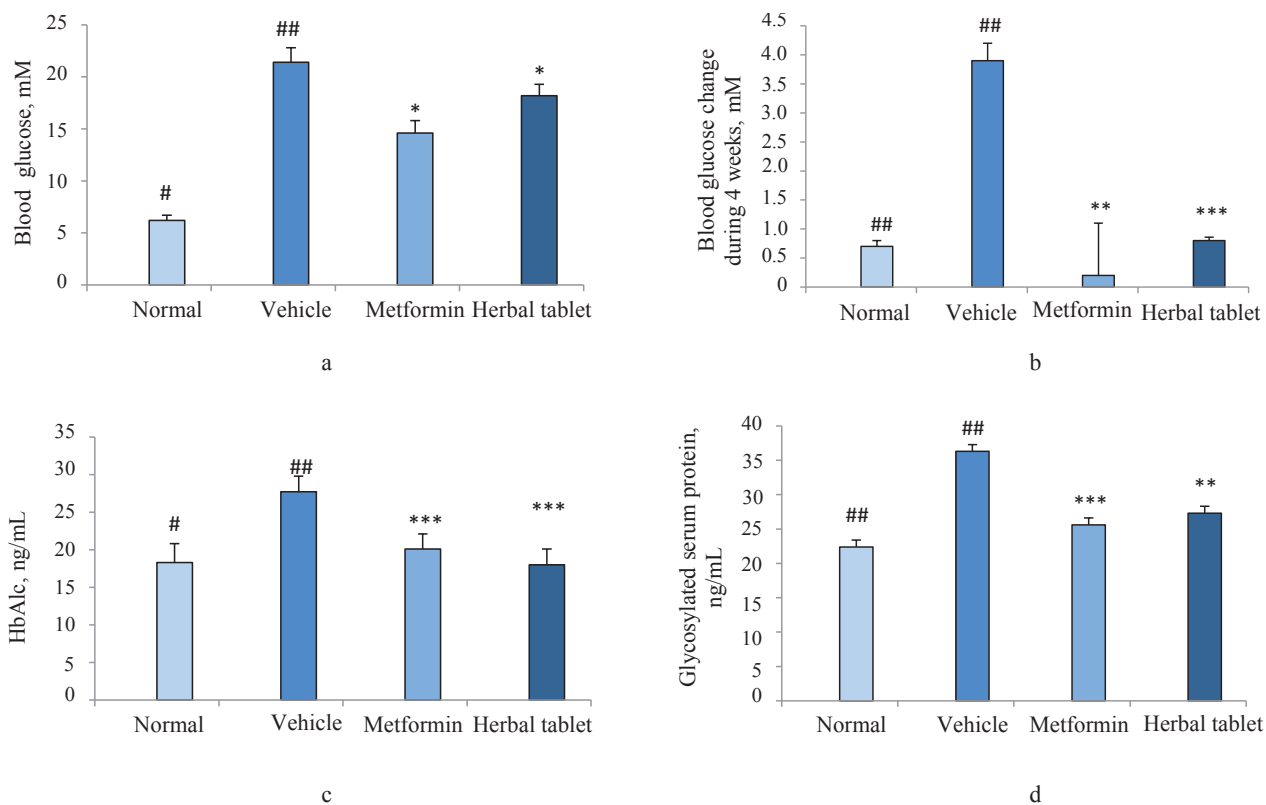 Blood glucose, mM
25
20
15
10
5
0
#
##
*
*
Normal
Vehicle
Metformin
Herbal tablet
a
Blood glucose change
during 4 weeks, mM
4.5
4.0
3.5
3.0
2.5
2.0
1.5
1.0
0.5
0
##
##
**
***
Normal
Vehicle
Metformin
Herbal tablet
b
HbAlc, ng/mL
35
30
25
20
15
10
5
0
#
##
***
***
Normal
Vehicle
Metformin
Herbal tablet
c
Glycosylated serum protein,
ng/mL
40
35
30
25
20
15
10
5
0
##
##
***
**
Normal
Vehicle
Metformin
Herbal tablet
d